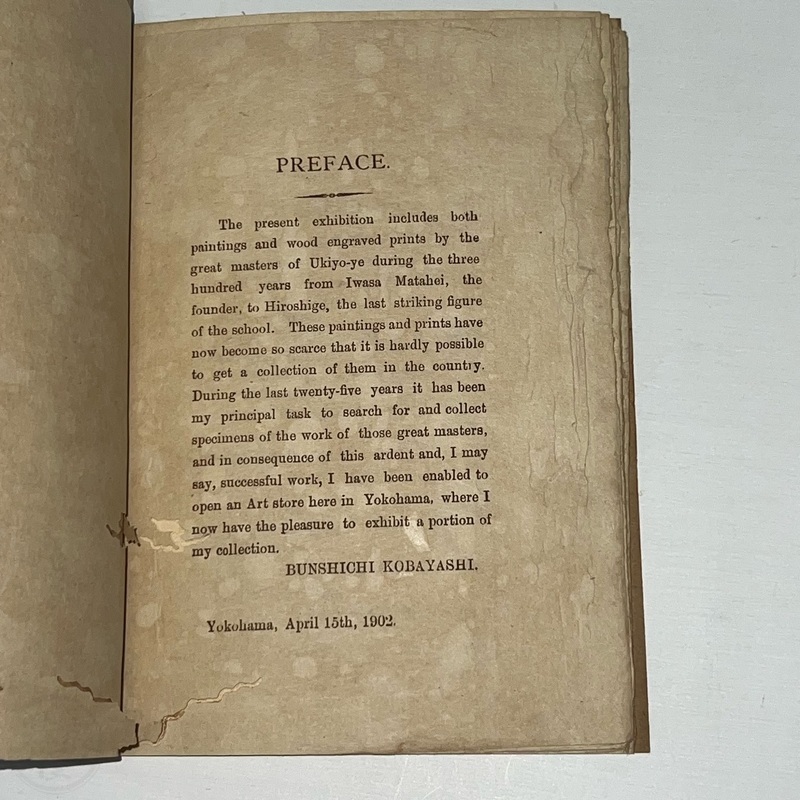 PREFACE.
The present exhibition includes both
paintings and wood engraved prints by the
great masters of Ukiyo-ye during the three
hundred years from Iwasa Matahei, the
founder, to Hiroshige, the last striking figure
of the school. These paintings and prints have
now become so scarce that it is hardly possible
to get a collection of them in the country.
During the last twenty-five years it has been
my principal task to search for and collect
specimens of the work of those great masters,
and in consequence of this ardent and, I may
say, successful work, I have been enabled to
open an Art store here in Yokohama, where I
now have the pleasure to exhibit a portion of
my collection.
BUNSHICHI KOBAYASHI.
Yokohama, April 15th, 1902.